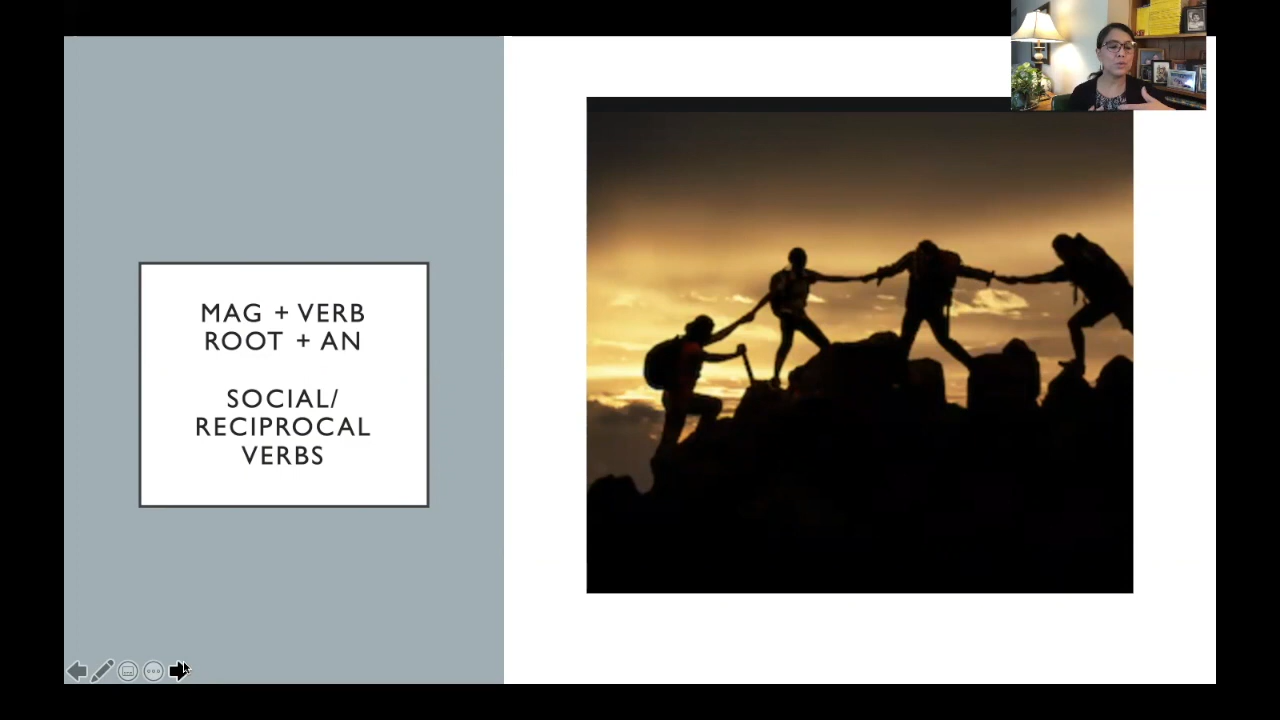 MAG + VERB
ROOT + AN
SOCIAL/
RECIPROCAL
VERBS